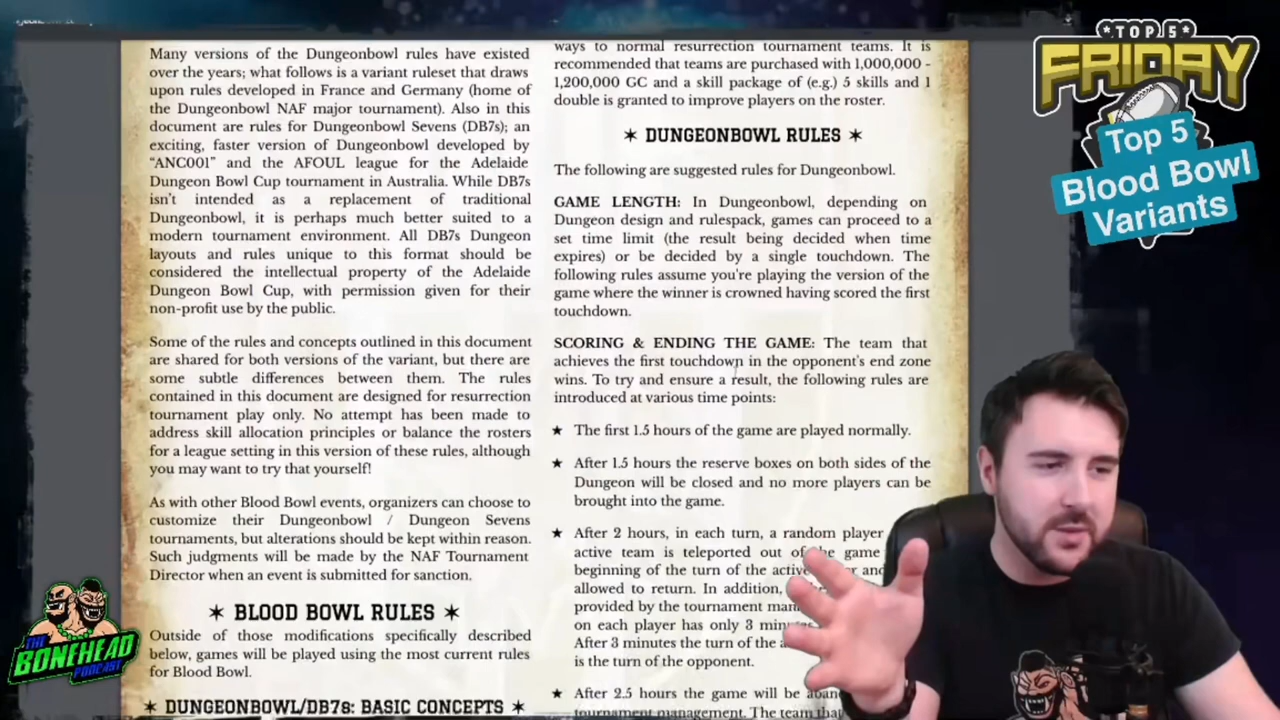 Many versions of the Dungeonbowl rules have existed
over the years; what follows is a variant ruleset that draws
upon rules developed in France and Germany (home of
the Dungeonbowl NAF major tournament). Also in this
document are rules for Dungeonbowl Sevens (DB7s); an
exciting, faster version of Dungeonbowl developed by
“ANC001” and the AFOUL league for the Adelaide
Dungeon Bowl Cup tournament in Australia. While DB7s
isn't intended as a replacement of traditional
Dungeonbowl, it is perhaps much better suited to a
modern tournament environment. All DB7s Dungeon
layouts and rules unique to this format should be
considered the intellectual property of the Adelaide
Dungeon Bowl Cup, with permission given for their
non-profit use by the public.
Some of the rules and concepts outlined in this document
are shared for both versions of the variant, but there are
some subtle differences between them. The rules
contained in this document are designed for resurrection
tournament play only. No attempt has been made to
address skill allocation principles or balance the rosters
for a league setting in this version of these rules, although
you may want to try that yourself!
As with other Blood Bowl events, organizers can choose to
customize their Dungeonbowl / Dungeon Sevens
tournaments, but alterations should be kept within reason.
Such judgments will be made by the NAF Tournament
Director when an event is submitted for sanction.
✶ BLOOD BOWL RULES ✶
Outside of those modifications specifically described
below, games will be played using the most current rules
for Blood Bowl.
✶ DUNGEONBOWL/DB7s: BASIC CONCEPTS ✶
ways to normal resurrection tournament teams. It is
recommended that teams are purchased with 1,000,000 -
1,200,000 GC and a skill package of (e.g.) 5 skills and 1
double is granted to improve players on the roster.
✶ DUNGEONBOWL RULES ✶
The following are suggested rules for Dungeonbowl.
GAME LENGTH: In Dungeonbowl, depending on
Dungeon design and rulespack, games can proceed to a
set time limit (the result being decided when time
expires) or be decided by a single touchdown. The
following rules assume you're playing the version of the
game where the winner is crowned having scored the first
touchdown.
SCORING & ENDING THE GAME: The team that
achieves the first touchdown in the opponent's end zone
wins. To try and ensure a result, the following rules are
introduced at various time points:
★ The first 1.5 hours of the game are played normally.
★ After 1.5 hours the reserve boxes on both sides of the
Dungeon will be closed and no more players can be
brought into the game.
★ After 2 hours, in each turn, a random player
active team is teleported out of the game
beginning of the turn of the active and
allowed to return. In addition,
provided by the tournament
on each player has only 3
After 3 minutes the turn of the
is the turn of the opponent.
★ After 2.5 hours the game will be
tournament management. The team that
TOP 5
FRIDAY
Top 5
Blood Bowl
Variants
THE
BONEHEAD
PODCAST